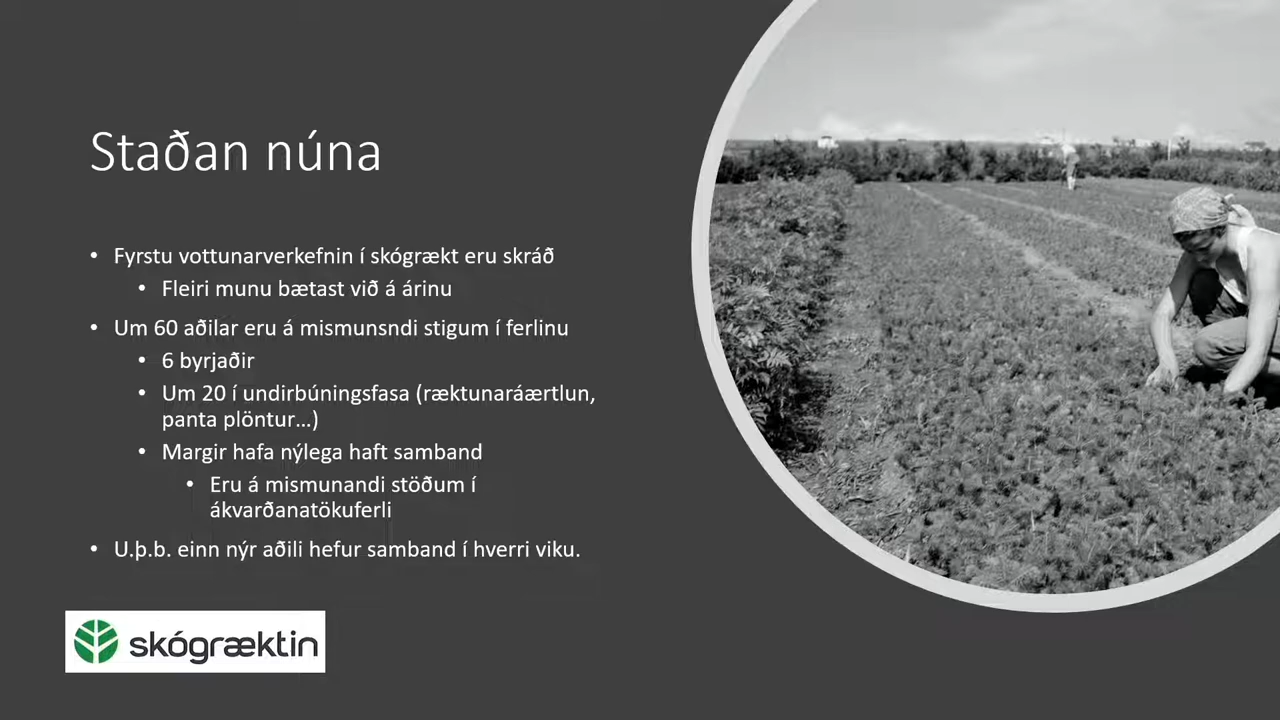 Staðan núna
• Fyrstu vottunarverkefnin í skógrækt eru skráð
• Fleiri munu bætast við á árinu
• Um 60 aðilar eru á mismunsndi stigum í ferlinu
• 6 byrjaðir
• Um 20 í undirbúningsfasa (ræktunaráærtlun,
panta plöntur...)
• Margir hafa nýlega haft samband
• Eru á mismunandi stöðum í
ákvarðanatökuferli
• U.þ.b. einn nýr aðili hefur samband í hverri viku.
skógræktin